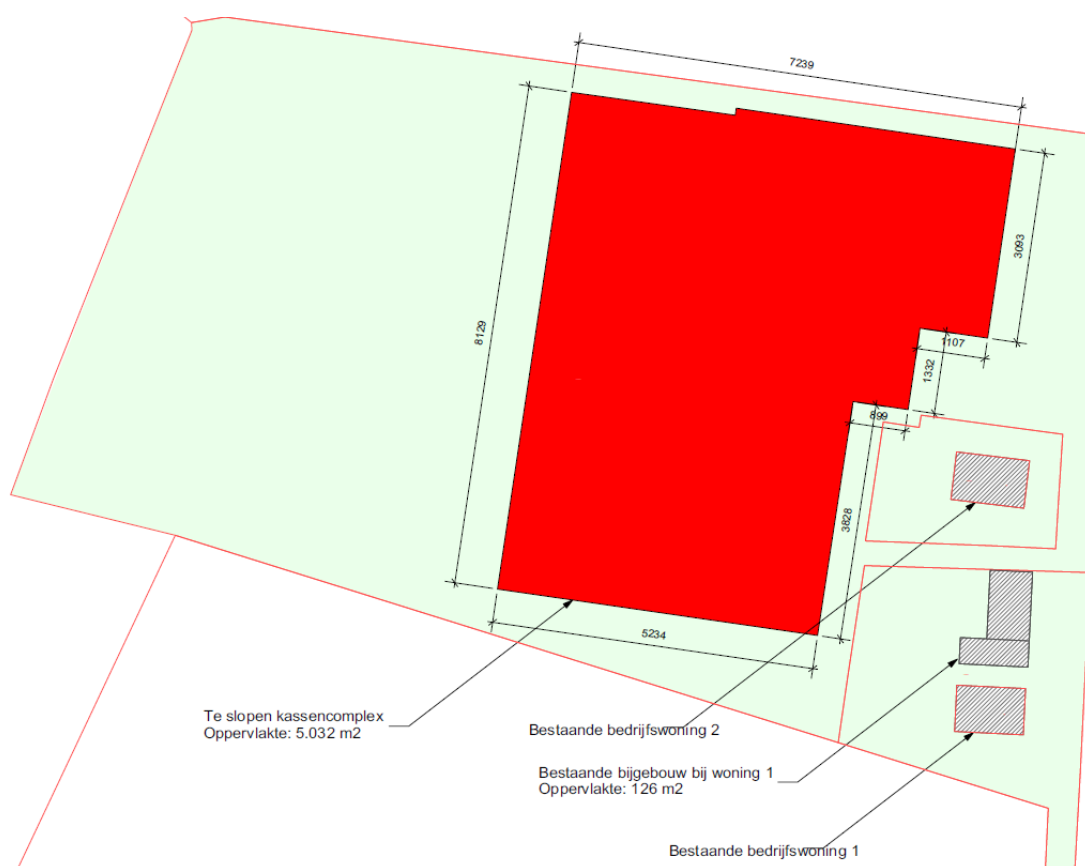 7239
3093
8129
1107
1332
899
3828
5234
Te slopen kassencomplex
Oppervlakte: 5.032 m2
Bestaande bedrijfswoning 2
Bestaande bijgebouw bij woning 1
Oppervlakte: 126 m2
Bestaande bedrijfswoning 1